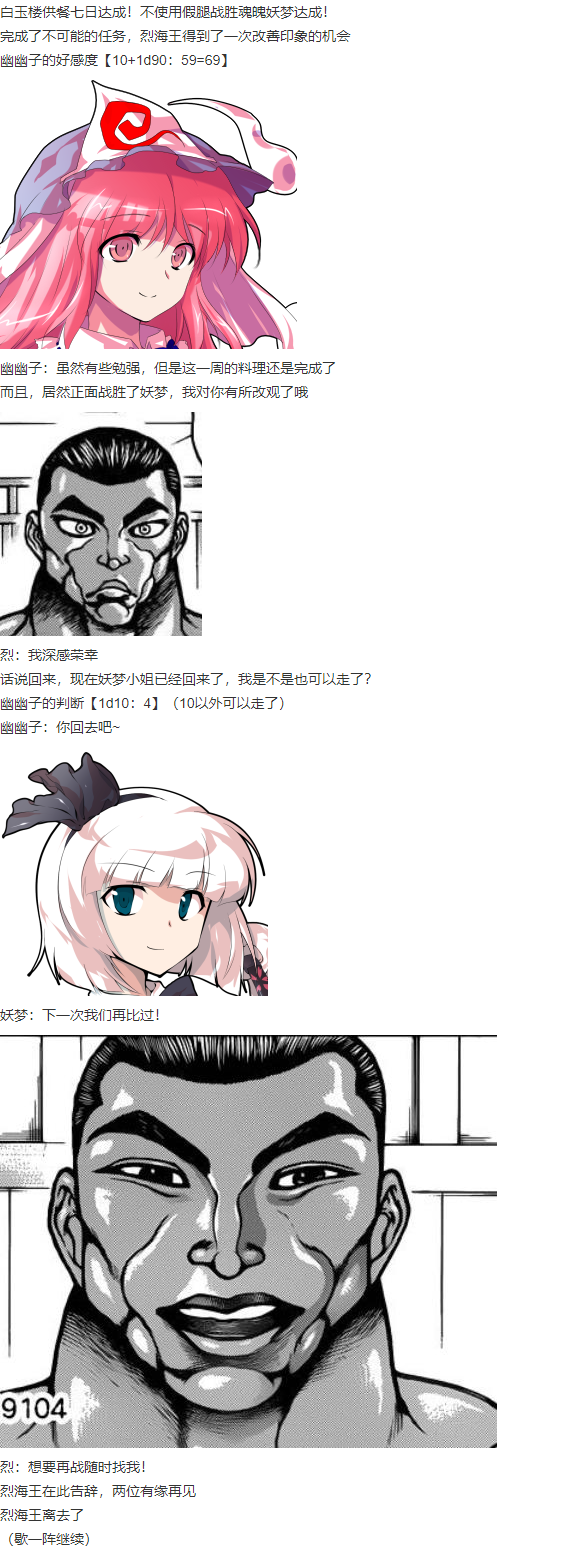 白玉楼供餐七日达成！不使用假腿战胜魂魄妖梦达成！
完成了不可能的任务，烈海王得到了一次改善印象的机会
幽幽子的好感度【10+1d90：59=69】
幽幽子：虽然有些勉强，但是这一周的料理还是完成了
而且，居然正面战胜了妖梦，我对你有所改观了哦
烈：我深感荣幸
话说回来，现在妖梦小姐已经回来了，我是不是也可以走了？
幽幽子的判断【1d10：4】（10以外可以走了）
幽幽子：你回去吧~
妖梦：下一次我们再比过！
9104
烈：想要再战随时找我！
烈海王在此告辞，两位有缘再见
烈海王离去了
（歇一阵继续）